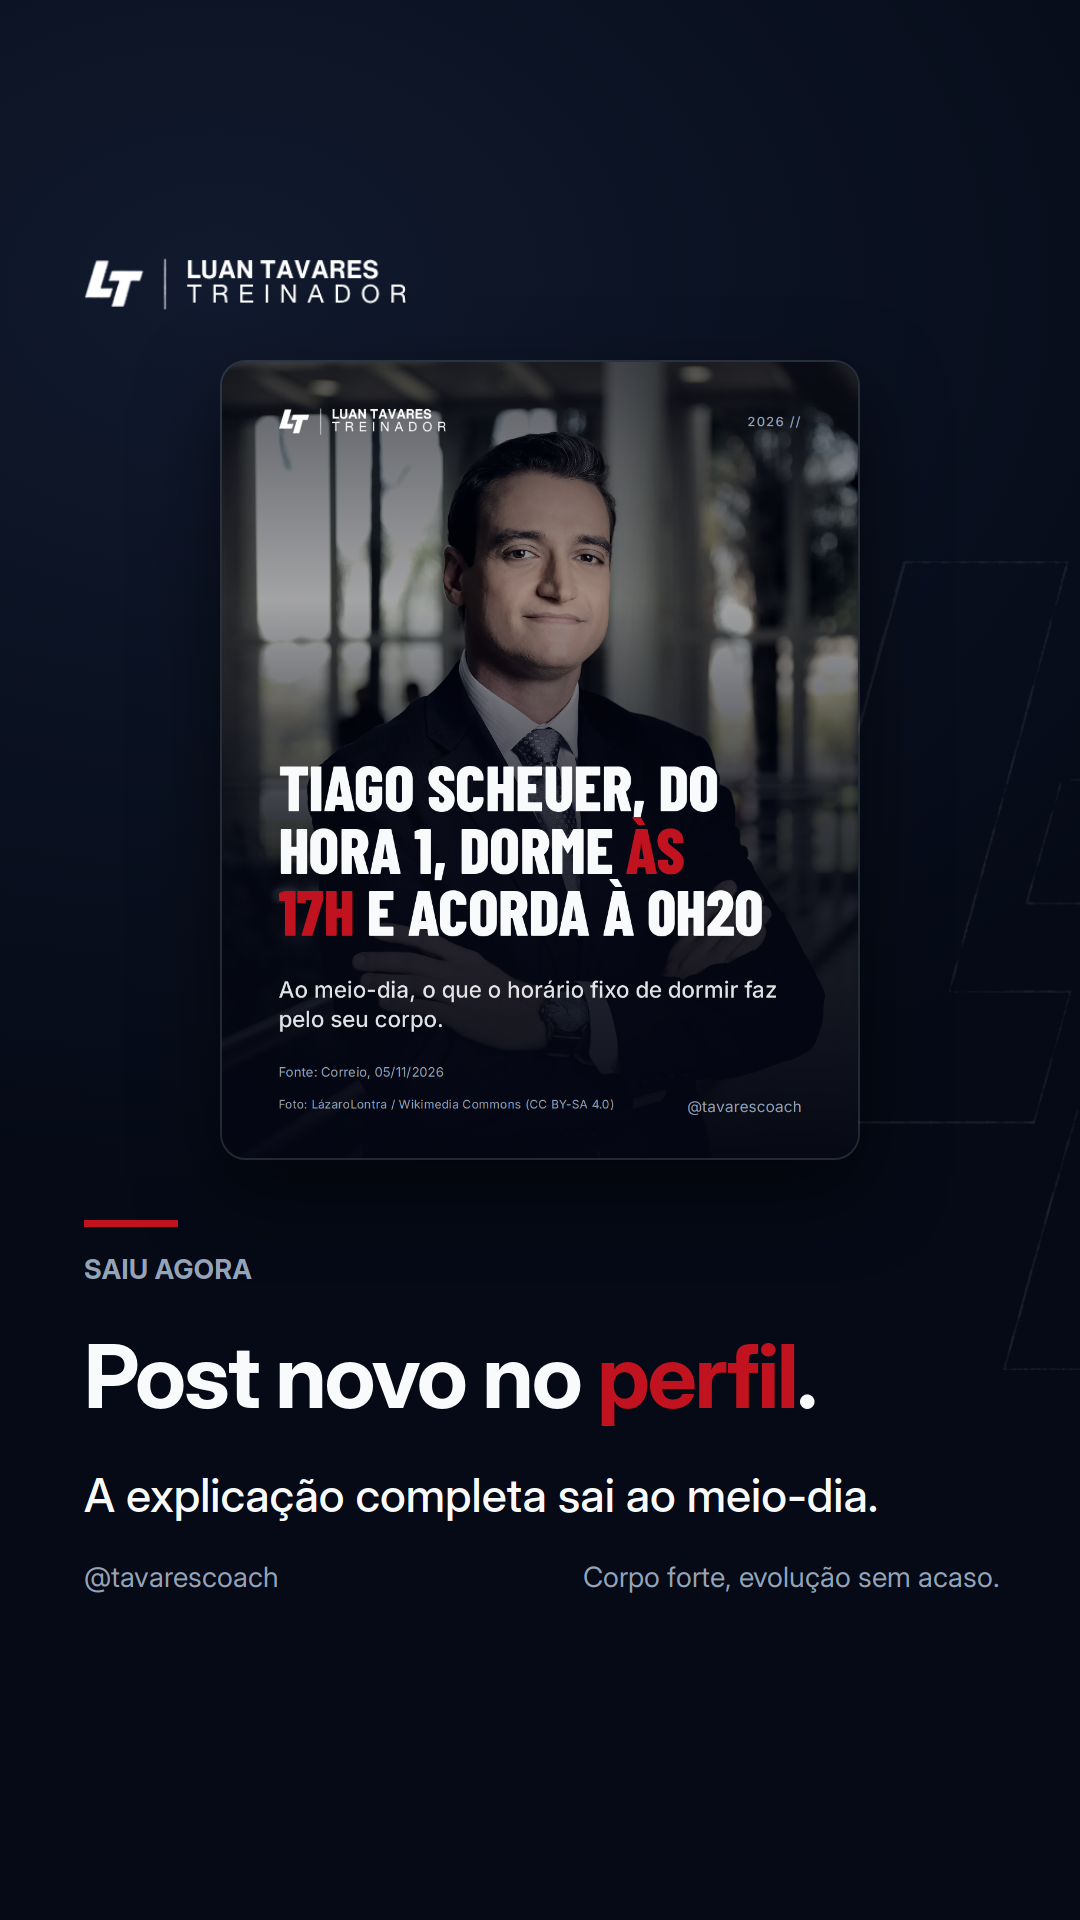 LT
LUAN TAVARES
TREINADOR
LT
LUAN TAVARES
TREINADOR
2026 //
TIAGO SCHEUER, DO
HORA 1, DORME ÀS
17H E ACORDA À 0H20
Ao meio-dia, o que o horário fixo de dormir faz
pelo seu corpo.
Fonte: Correio, 05/11/2026
Foto: LázaroLontra / Wikimedia Commons (CC BY-SA 4.0)
@tavarescoach
SAIU AGORA
Post novo no perfil.
A explicação completa sai ao meio-dia.
@tavarescoach
Corpo forte, evolução sem acaso.